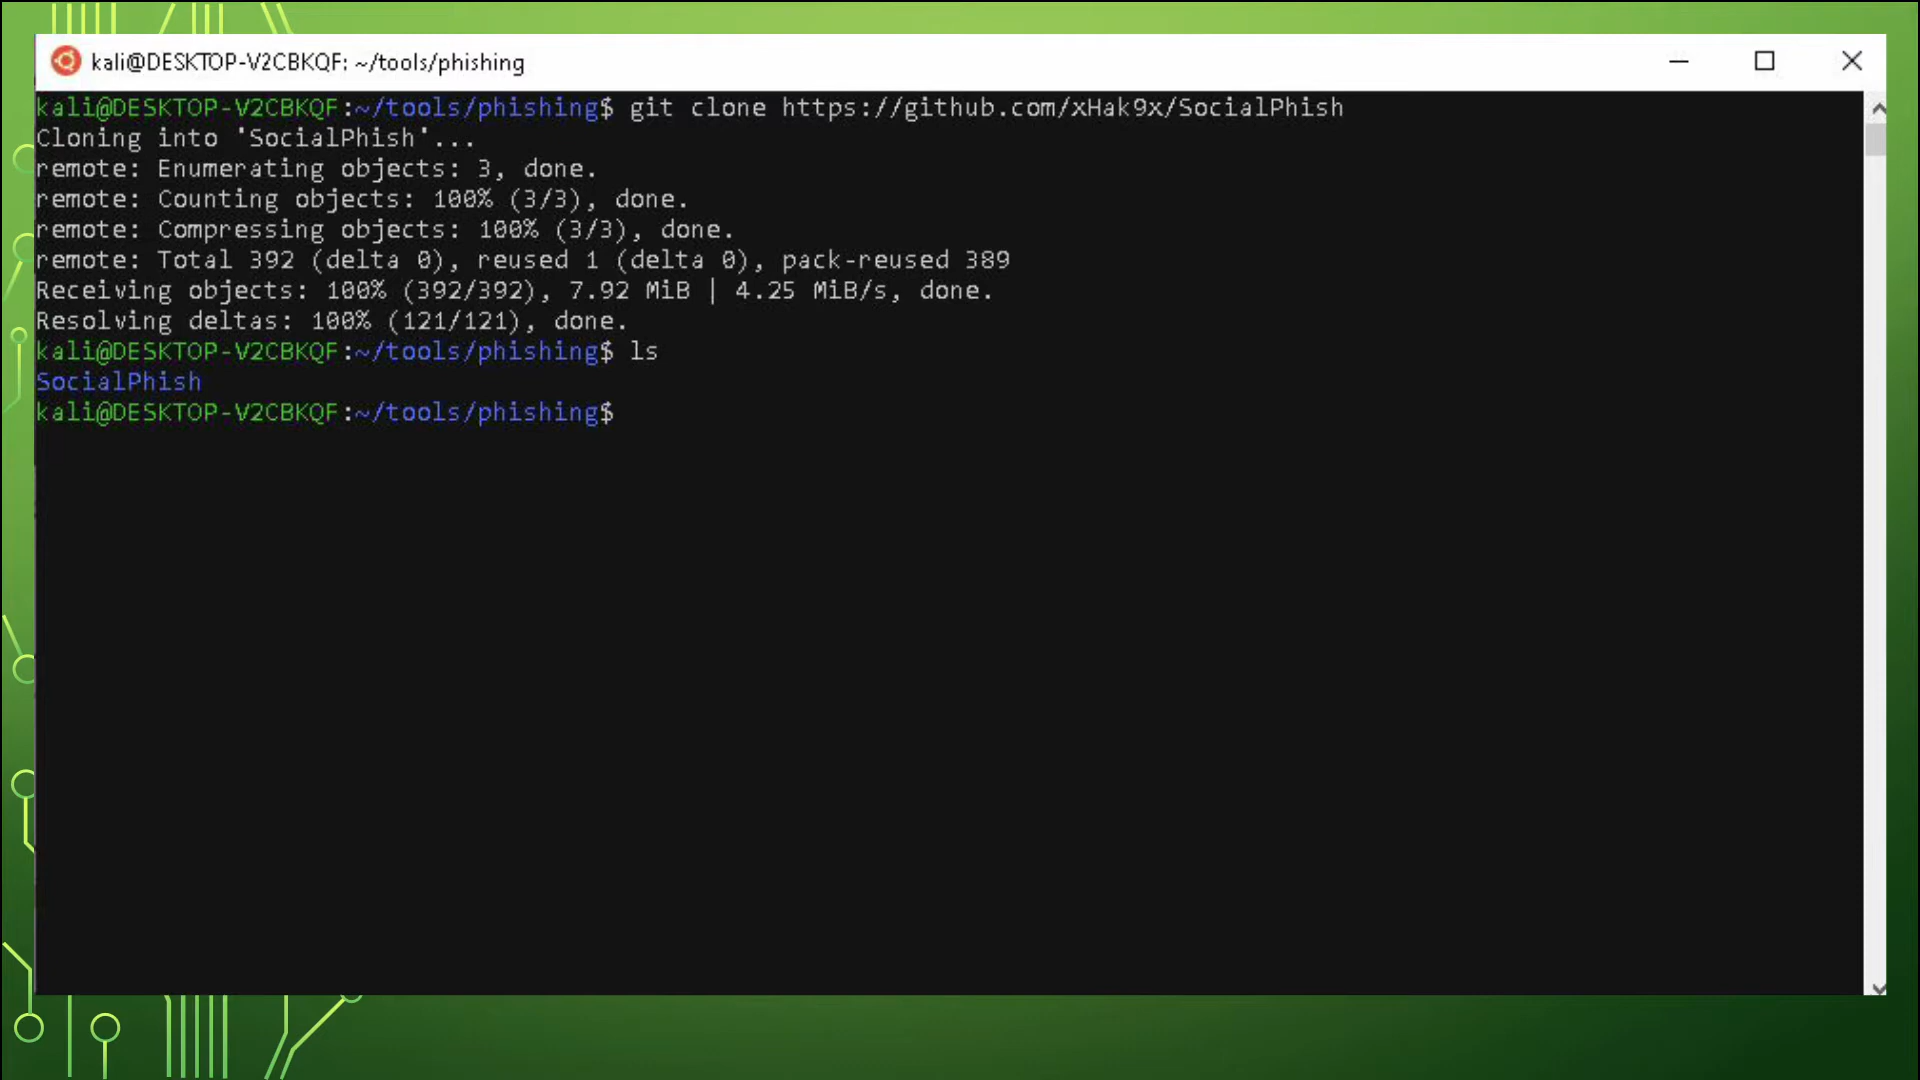 kali@DESKTOP-V2CBKQF: ~/tools/phishing
kali@DESKTOP-V2CBKQF:~/tools/phishing$ git clone https://github.com/xHak9x/SocialPhish
Cloning into 'SocialPhish'...
remote: Enumerating objects: 3, done.
remote: Counting objects: 100% (3/3), done.
remote: Compressing objects: 100% (3/3), done.
remote: Total 392 (delta 0), reused 1 (delta 0), pack-reused 389
Receiving objects: 100% (392/392), 7.92 MiB | 4.25 MiB/s, done.
Resolving deltas: 100% (121/121), done.
kali@DESKTOP-V2CBKQF:~/tools/phishing$ ls
SocialPhish
kali@DESKTOP-V2CBKQF:~/tools/phishing$